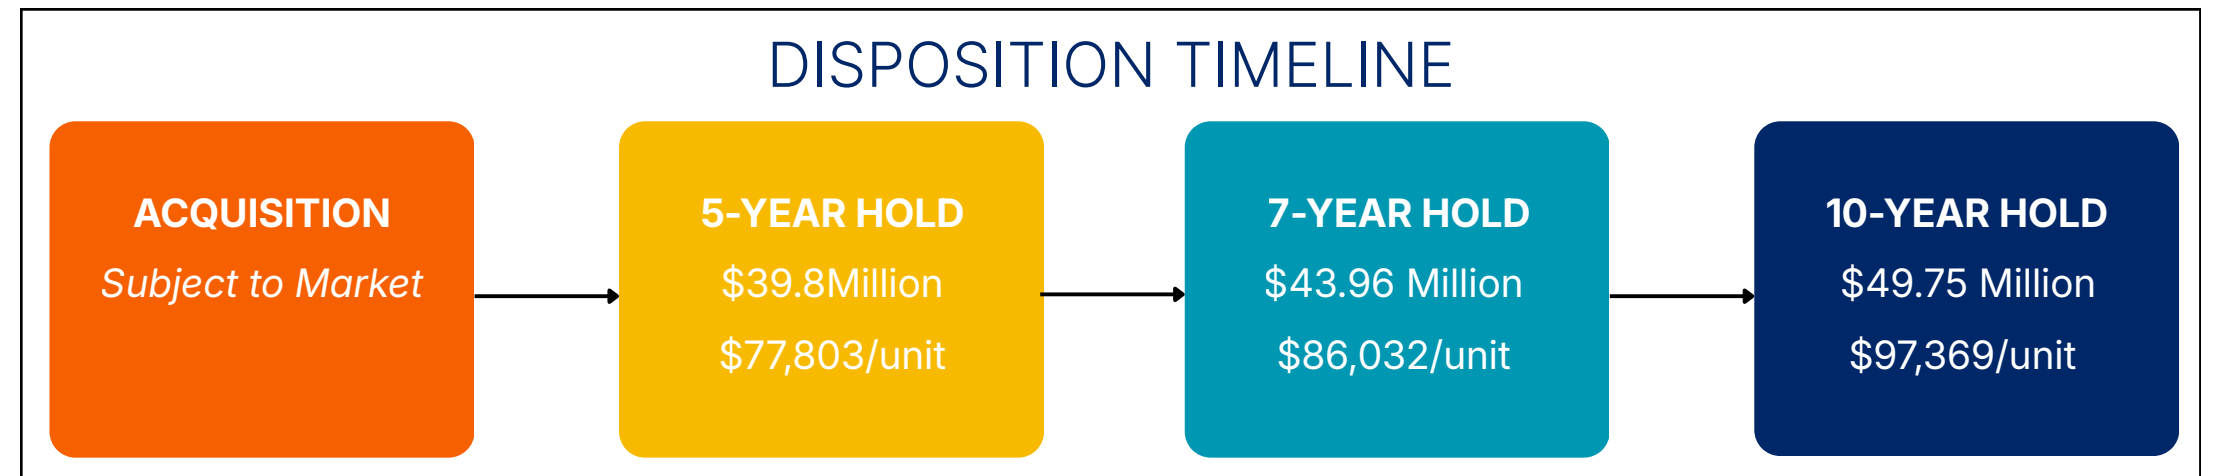 DISPOSITION TIMELINE
ACQUISITION
Subject to Market
5-YEAR HOLD
$39.8Million
$77,803/unit
7-YEAR HOLD
$43.96 Million
$86,032/unit
10-YEAR HOLD
$49.75 Million
$97,369/unit